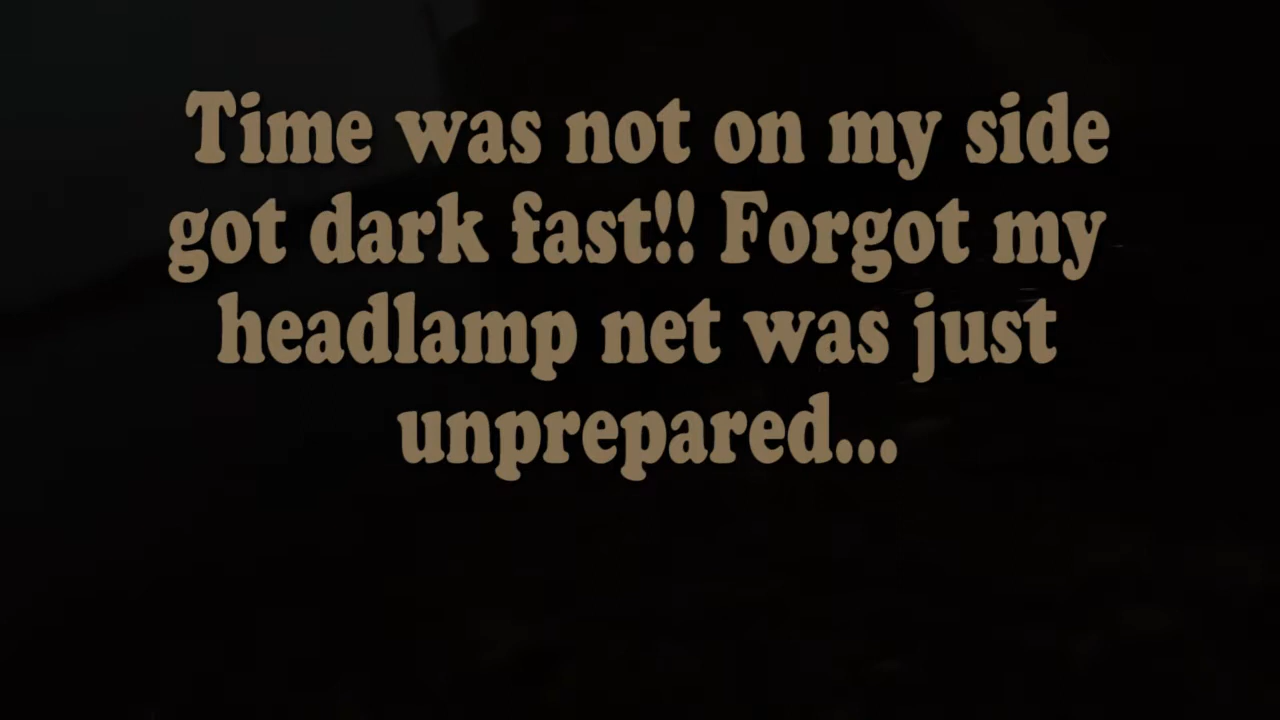 Time was not on my side
got dark fast!! Forgot my
headlamp net was just
unprepared...